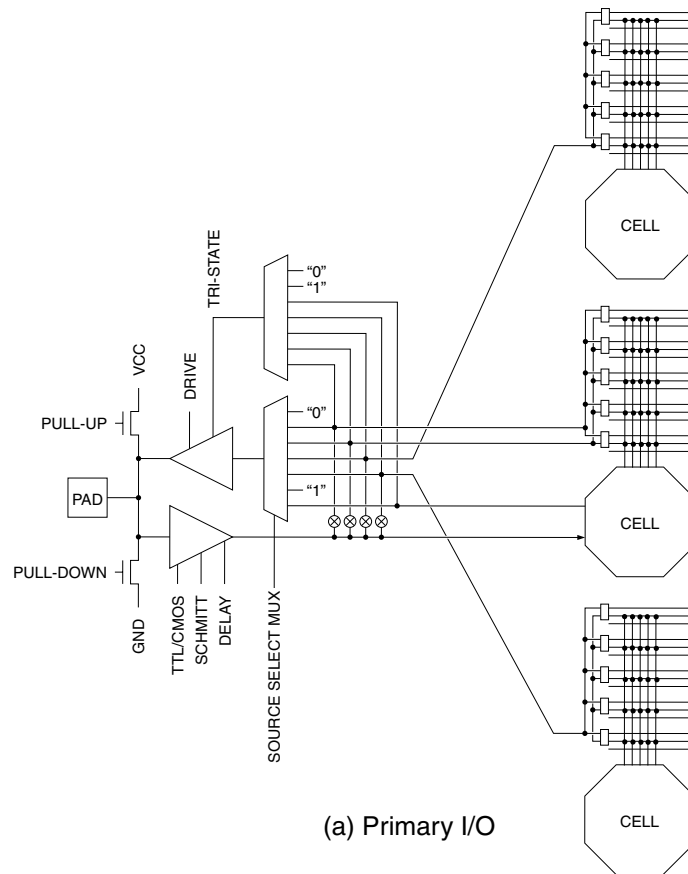 CELL
TRI-STATE
“0”
“1”
VCC
DRIVE
PULL-UP
“0”
“1”
PAD
CELL
PULL-DOWN
GND
TTL/CMOS
SCHMITT
DELAY
SOURCE SELECT MUX
CELL
(a) Primary I/O